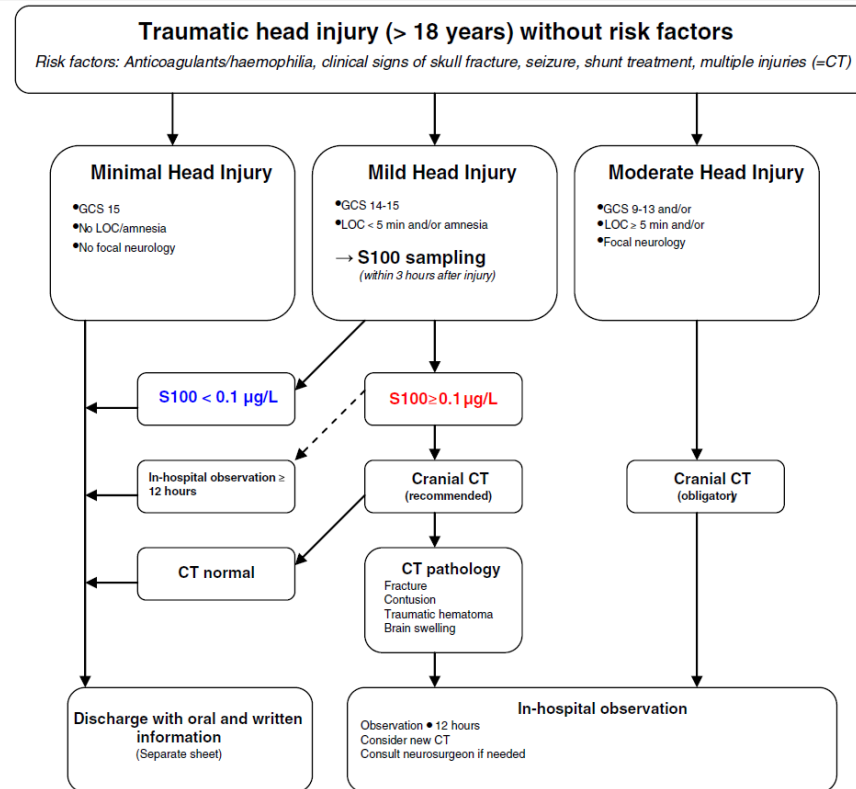 Traumatic head injury (> 18 years) without risk factors
Risk factors: Anticoagulants/haemophilia, clinical signs of skull fracture, seizure, shunt treatment, multiple injuries (=CT)
Minimal Head Injury
•GCS 15
•No LOC/amnesia
•No focal neurology
Mild Head Injury
•GCS 14-15
•LOC < 5 min and/or amnesia
→ S100 sampling
(within 3 hours after injury)
Moderate Head Injury
•GCS 9-13 and/or
•LOC ≥ 5 min and/or
•Focal neurology
S100 < 0.1 µg/L
S100≥0.1 µg/L
In-hospital observation ≥
12 hours
Cranial CT
(recommended)
Cranial CT
(obligatory)
CT normal
CT pathology
Fracture
Contusion
Traumatic hematoma
Brain swelling
Discharge with oral and written
information
(Separate sheet)
In-hospital observation
Observation • 12 hours
Consider new CT
Consult neurosurgeon if needed